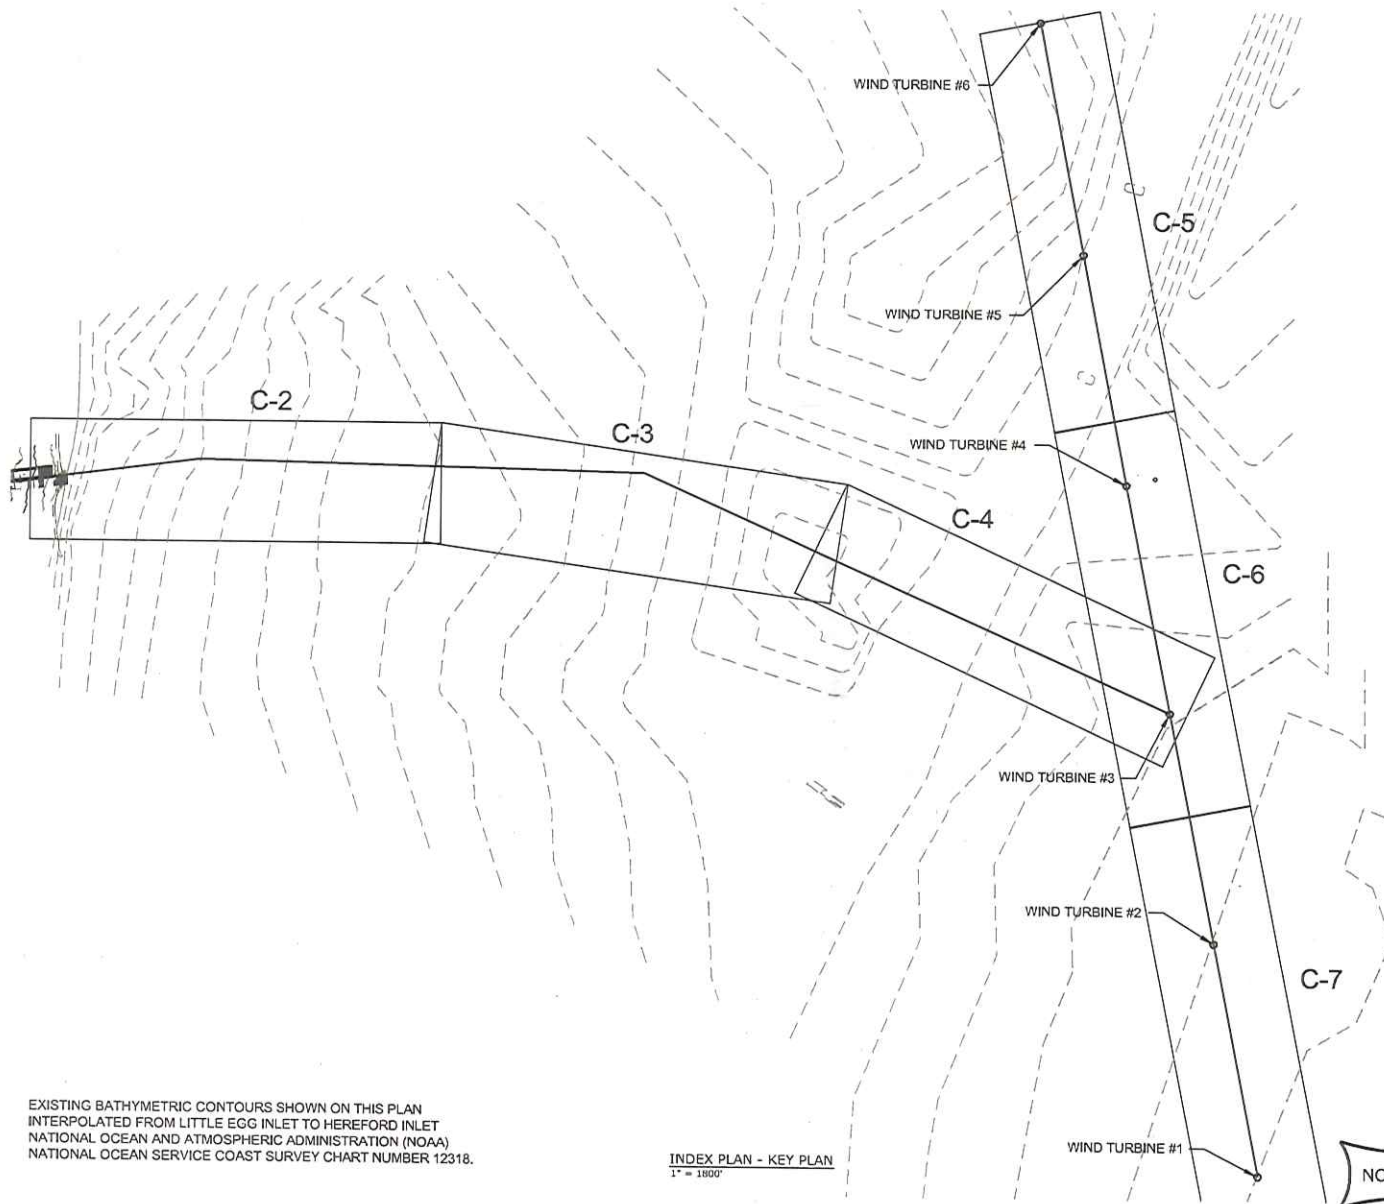 WIND TURBINE #6
C-5
WIND TURBINE #5
C-2
C-3
WIND TURBINE #4
C-4
C-6
WIND TURBINE #3
WIND TURBINE #2
C-7
EXISTING BATHYMETRIC CONTOURS SHOWN ON THIS PLAN
INTERPOLATED FROM LITTLE EGG INLET TO HEREFORD INLET
NATIONAL OCEAN AND ATMOSPHERIC ADMINISTRATION (NOAA)
NATIONAL OCEAN SERVICE COAST SURVEY CHART NUMBER 12318.
INDEX PLAN - KEY PLAN
1" = 1800'
WIND TURBINE #1